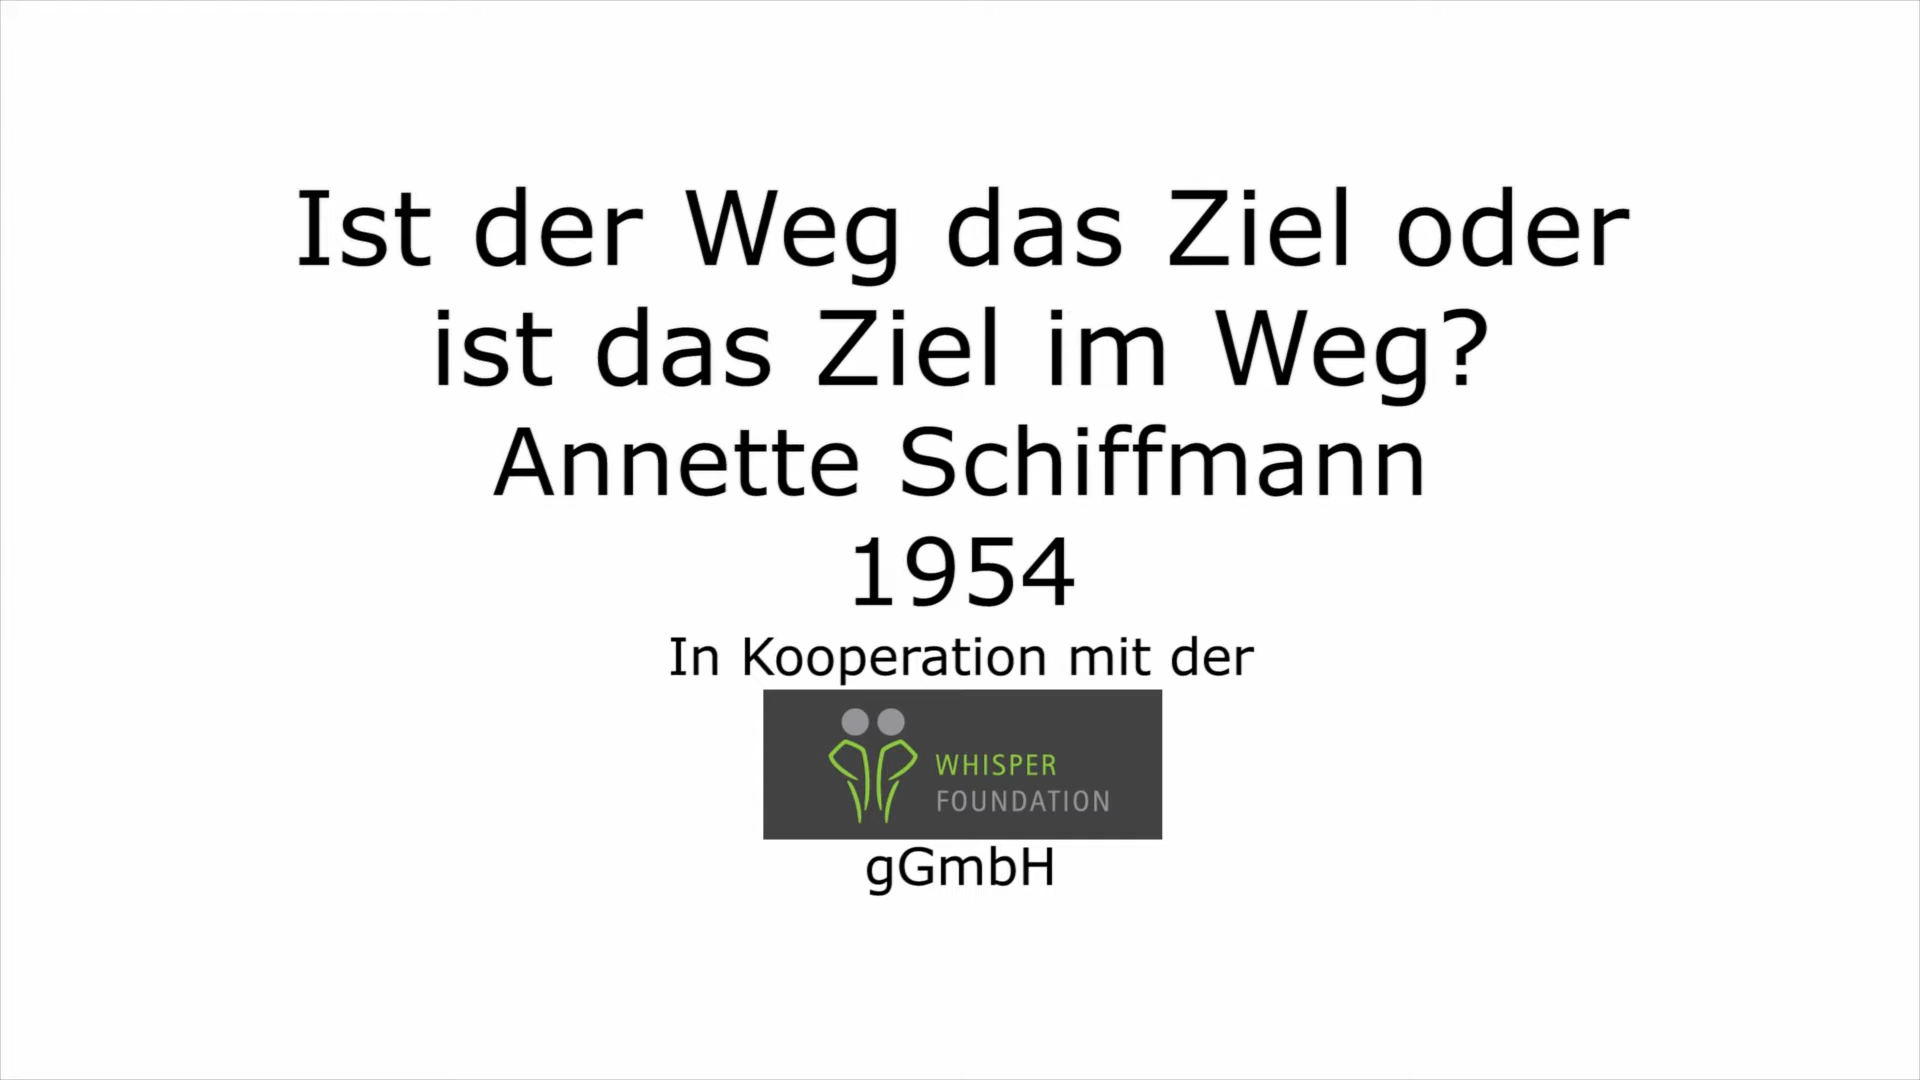 Ist der Weg das Ziel oder
ist das Ziel im Weg?
Annette Schiffmann
1954
In Kooperation mit der
WHISPER
FOUNDATION
gGmbH